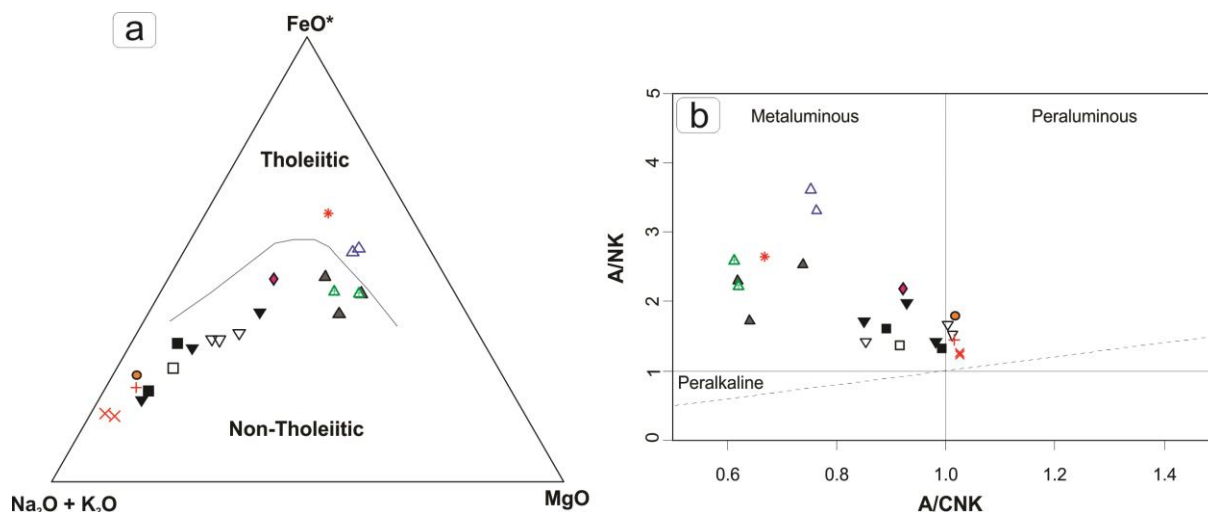 a
FeO*
Tholeiitic
Non-Tholeiitic
Na₂O + K₂O
MgO
b
Metaluminous
Peraluminous
Peralkaline
A/NK
5
4
3
2
1
0
0.6
0.8
1.0
1.2
1.4
A/CNK